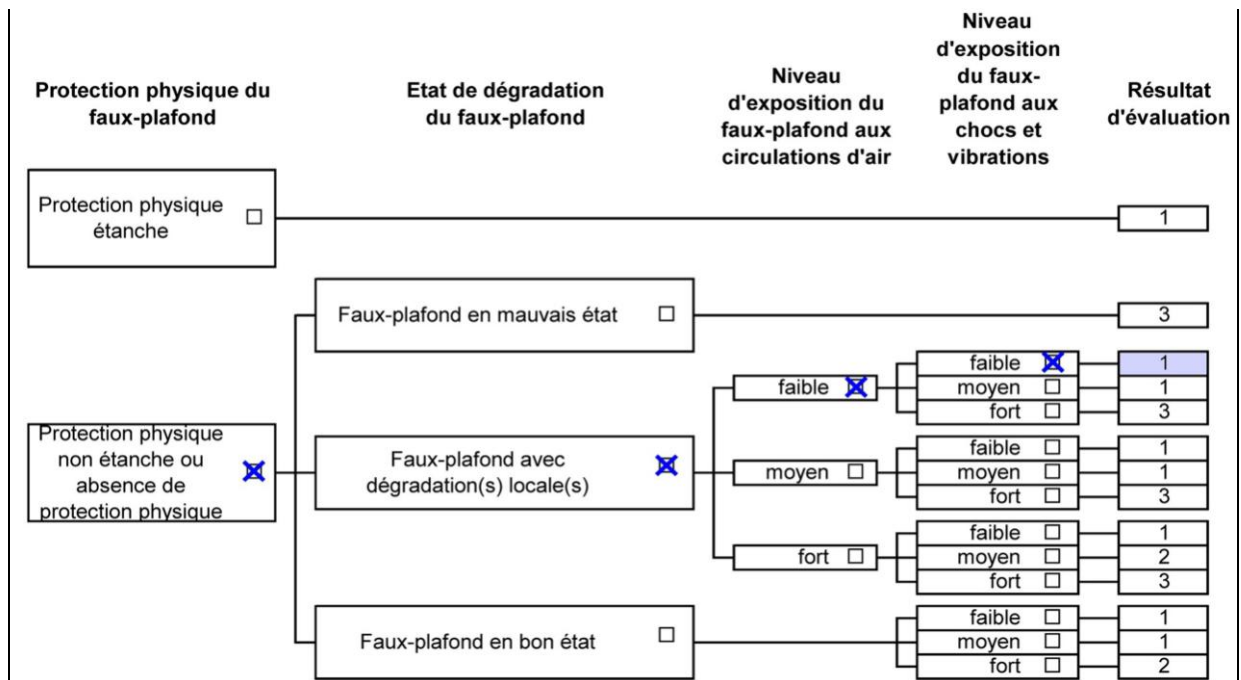 Protection physique du
faux-plafond
Etat de dégradation
du faux-plafond
Niveau
d'exposition du
faux-plafond aux
circulations d'air
Niveau
d'exposition
du faux-
plafond aux
chocs et
vibrations
Résultat
d'évaluation
Protection physique
étanche
1
Faux-plafond en mauvais état
3
Protection physique
non étanche ou
absence de
protection physique
Faux-plafond avec
dégradation(s) locale(s)
faible
faible
1
moyen
1
fort
3
moyen
faible
1
moyen
1
fort
3
fort
faible
1
moyen
2
fort
3
Faux-plafond en bon état
faible
1
moyen
1
fort
2